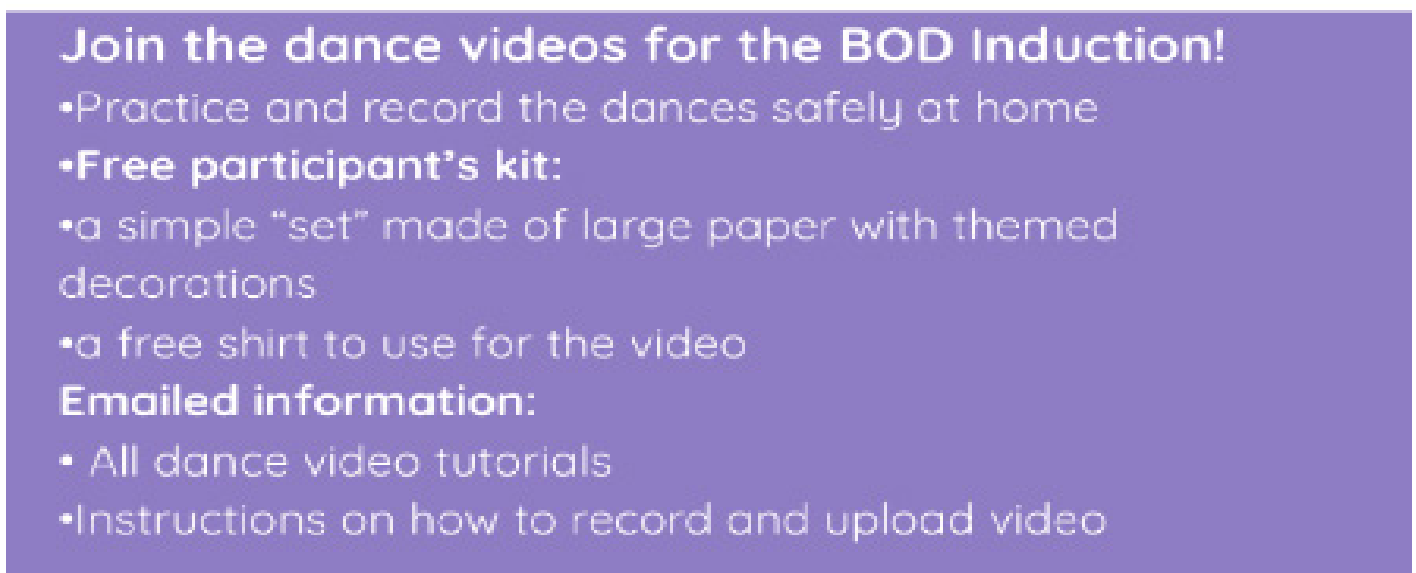 Join the dance videos for the BOD Induction!
•Practice and record the dances safely at home
•Free participant's kit:
•a simple “set” made of large paper with themed
decorations
•a free shirt to use for the video
Emailed information:
• All dance video tutorials
•Instructions on how to record and upload video